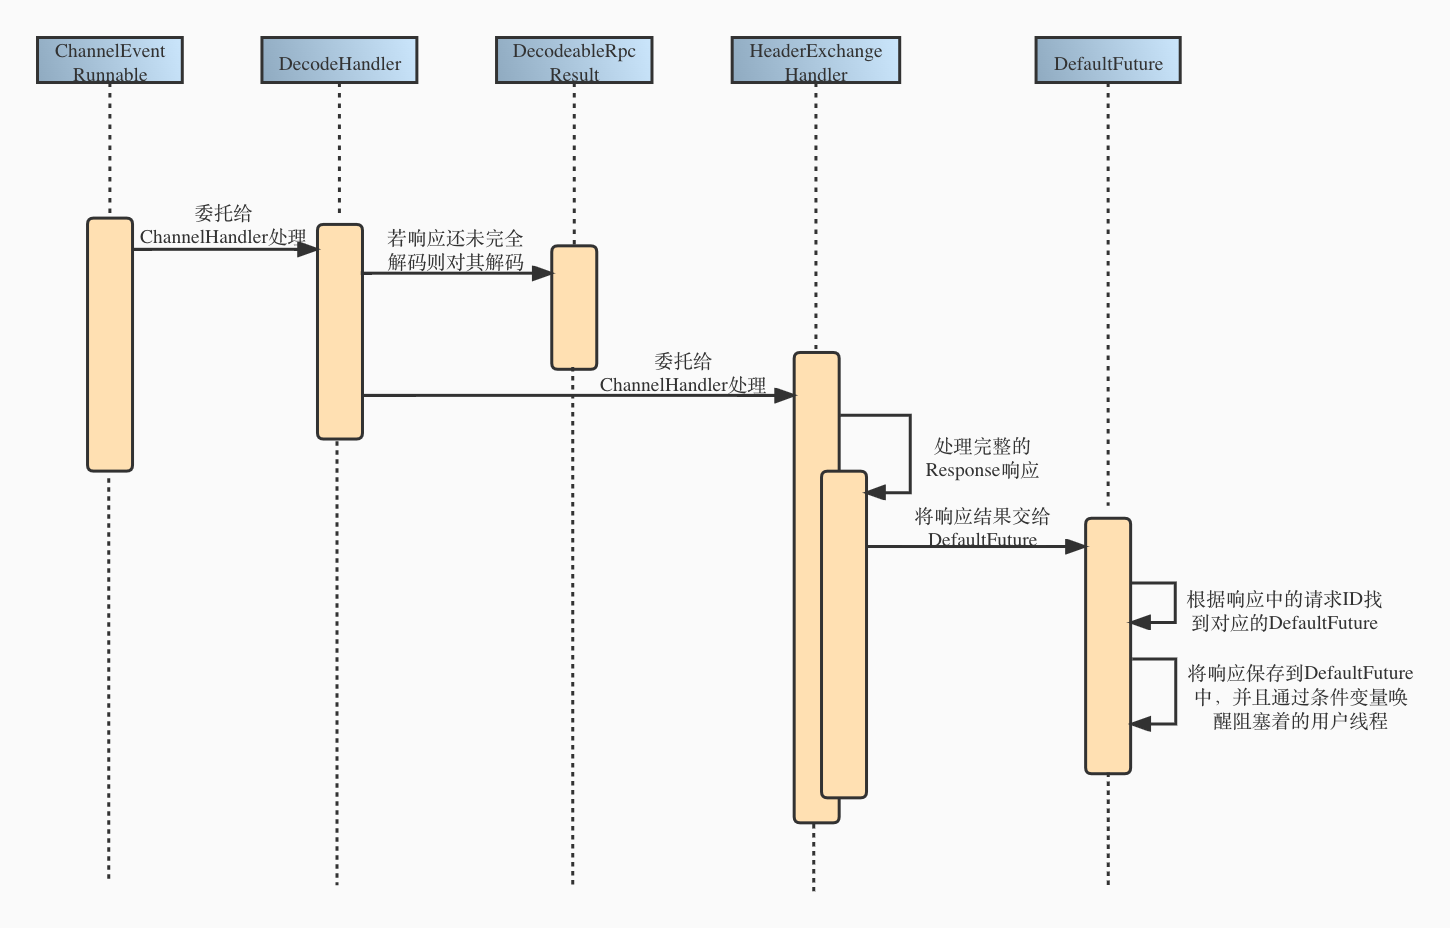 ChannelEvent
Runnable
DecodeHandler
DecodeableRpc
Result
HeaderExchange
Handler
DefaultFuture
委托给
ChannelHandler处理
若响应还未完全
解码则对其解码
委托给
ChannelHandler处理
处理完整的
Response响应
将响应结果交给
DefaultFuture
根据响应中的请求ID找
到对应的DefaultFuture
将响应保存到DefaultFuture
中，并且通过条件变量唤
醒阻塞着的用户线程